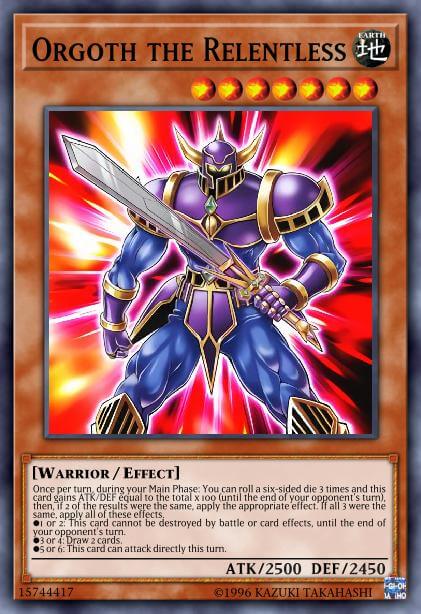 ORGOTH THE RELENTLESS
EARTH
地
[WARRIOR / EFFECT]
Once per turn, during your Main Phase: You can roll a six-sided die 3 times and this
card gains ATK/DEF equal to the total x 100 (until the end of your opponent's turn),
then, if 2 of the results were the same, apply the appropriate effect. If all 3 were the
same, apply all of these effects.
●1 or 2: This card cannot be destroyed by battle or card effects, until the end of
your opponent's turn.
●3 or 4: Draw 2 cards.
●5 or 6: This card can attack directly this turn.
ATK/2500 DEF/2450
15744417
©1996 KAZUKI TAKAHASHI